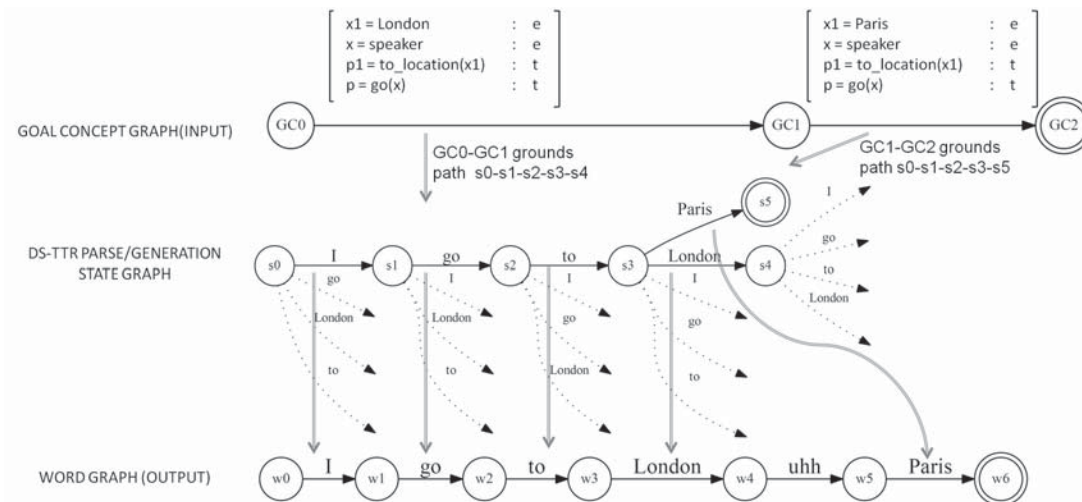 x1 = London : e
x = speaker : e
p1 = to_location(x1) : t
p = go(x) : t
x1 = Paris : e
x = speaker : e
p1 = to_location(x1) : t
p = go(x) : t
GOAL CONCEPT GRAPH(INPUT)
GC0
GC1
GC2
GC0-GC1 grounds
path s0-s1-s2-s3-s4
GC1-GC2 grounds
path s0-s1-s2-s3-s5
DS-TTR PARSE/GENERATION
STATE GRAPH
s0
I
s1
go
s2
to
s3
London
s4
Paris
s5
go
London
to
I
London
to
I
go
London
I
go
to
I
go
to
London
WORD GRAPH (OUTPUT)
w0
I
w1
go
w2
to
w3
London
w4
uhh
w5
Paris
w6